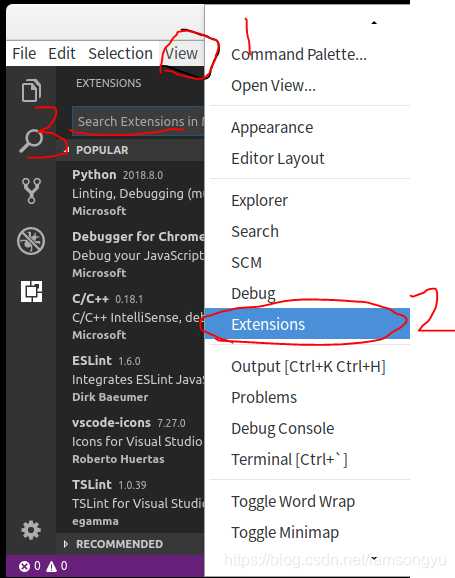 1
File Edit Selection View
Command Palette...
Open View...
Appearance
Editor Layout
Explorer
Search
SCM
Debug
Extensions
2
Output [Ctrl+K Ctrl+H]
Problems
Debug Console
Terminal [Ctrl+`]
Toggle Word Wrap
Toggle Minimap
EXTENSIONS
3
Search Extensions in
POPULAR
Python 2018.8.0
Linting, Debugging (mu
Microsoft
Debugger for Chrome
Debug your JavaScript
Microsoft
C/C++ 0.18.1
C/C++ IntelliSense, deb
Microsoft
ESLint 1.6.0
Integrates ESLint JavaS
Dirk Baeumer
vscode-icons 7.27.0
Icons for Visual Studio
Roberto Huertas
TSLint 1.0.39
TSLint for Visual Studio
egamma
RECOMMENDED
0 0
https://blog.csdn.net/iamsongyu